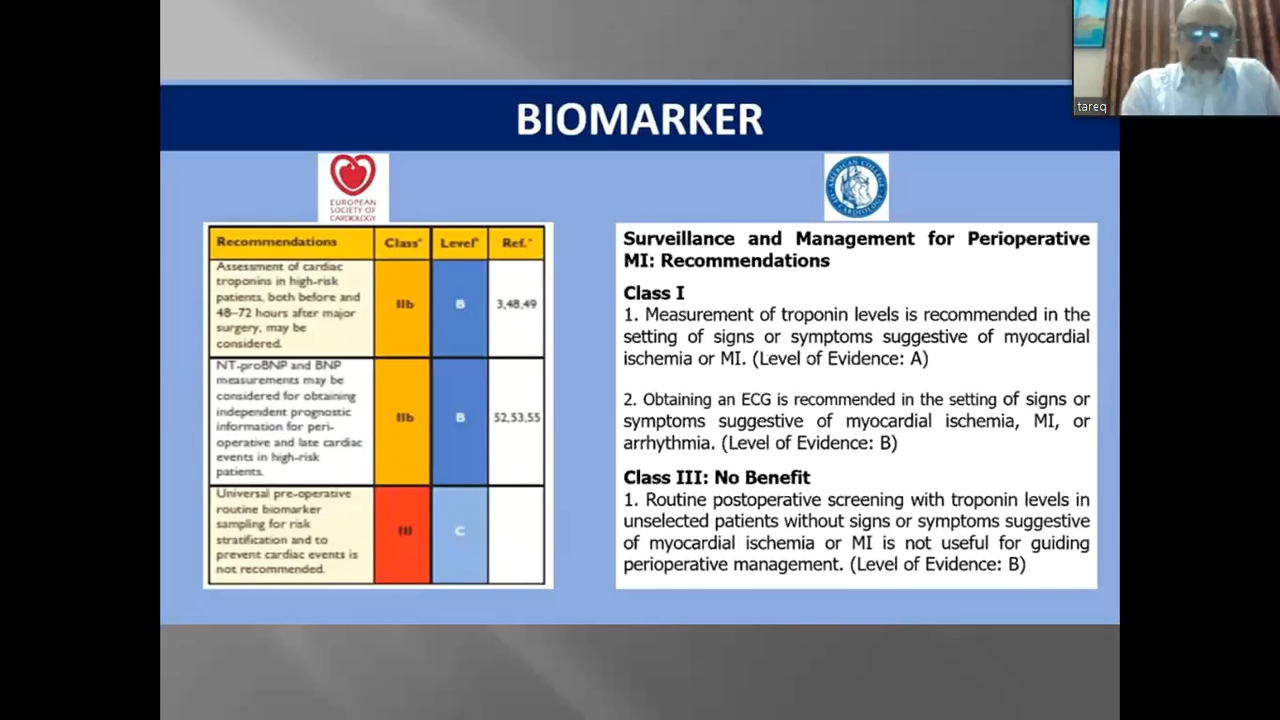 tareq
BIOMARKER
EUROPEAN
SOCIETY OF
CARDIOLOGY
AMERICAN COLLEGE
OF CARDIOLOGY
Recommendations Classᵃ Levelᵇ Ref.ᶜ
Assessment of cardiac
troponins in high-risk
patients, both before and
48–72 hours after major
surgery, may be
considered.
IIb B 3,48,49
NT-proBNP and BNP
measurements may be
considered for obtaining
independent prognostic
information for peri-
operative and late cardiac
events in high-risk
patients.
IIb B 52,53,55
Universal pre-operative
routine biomarker
sampling for risk
stratification and to
prevent cardiac events is
not recommended.
III C
Surveillance and Management for Perioperative
MI: Recommendations
Class I
1. Measurement of troponin levels is recommended in the
setting of signs or symptoms suggestive of myocardial
ischemia or MI. (Level of Evidence: A)
2. Obtaining an ECG is recommended in the setting of signs or
symptoms suggestive of myocardial ischemia, MI, or
arrhythmia. (Level of Evidence: B)
Class III: No Benefit
1. Routine postoperative screening with troponin levels in
unselected patients without signs or symptoms suggestive
of myocardial ischemia or MI is not useful for guiding
perioperative management. (Level of Evidence: B)